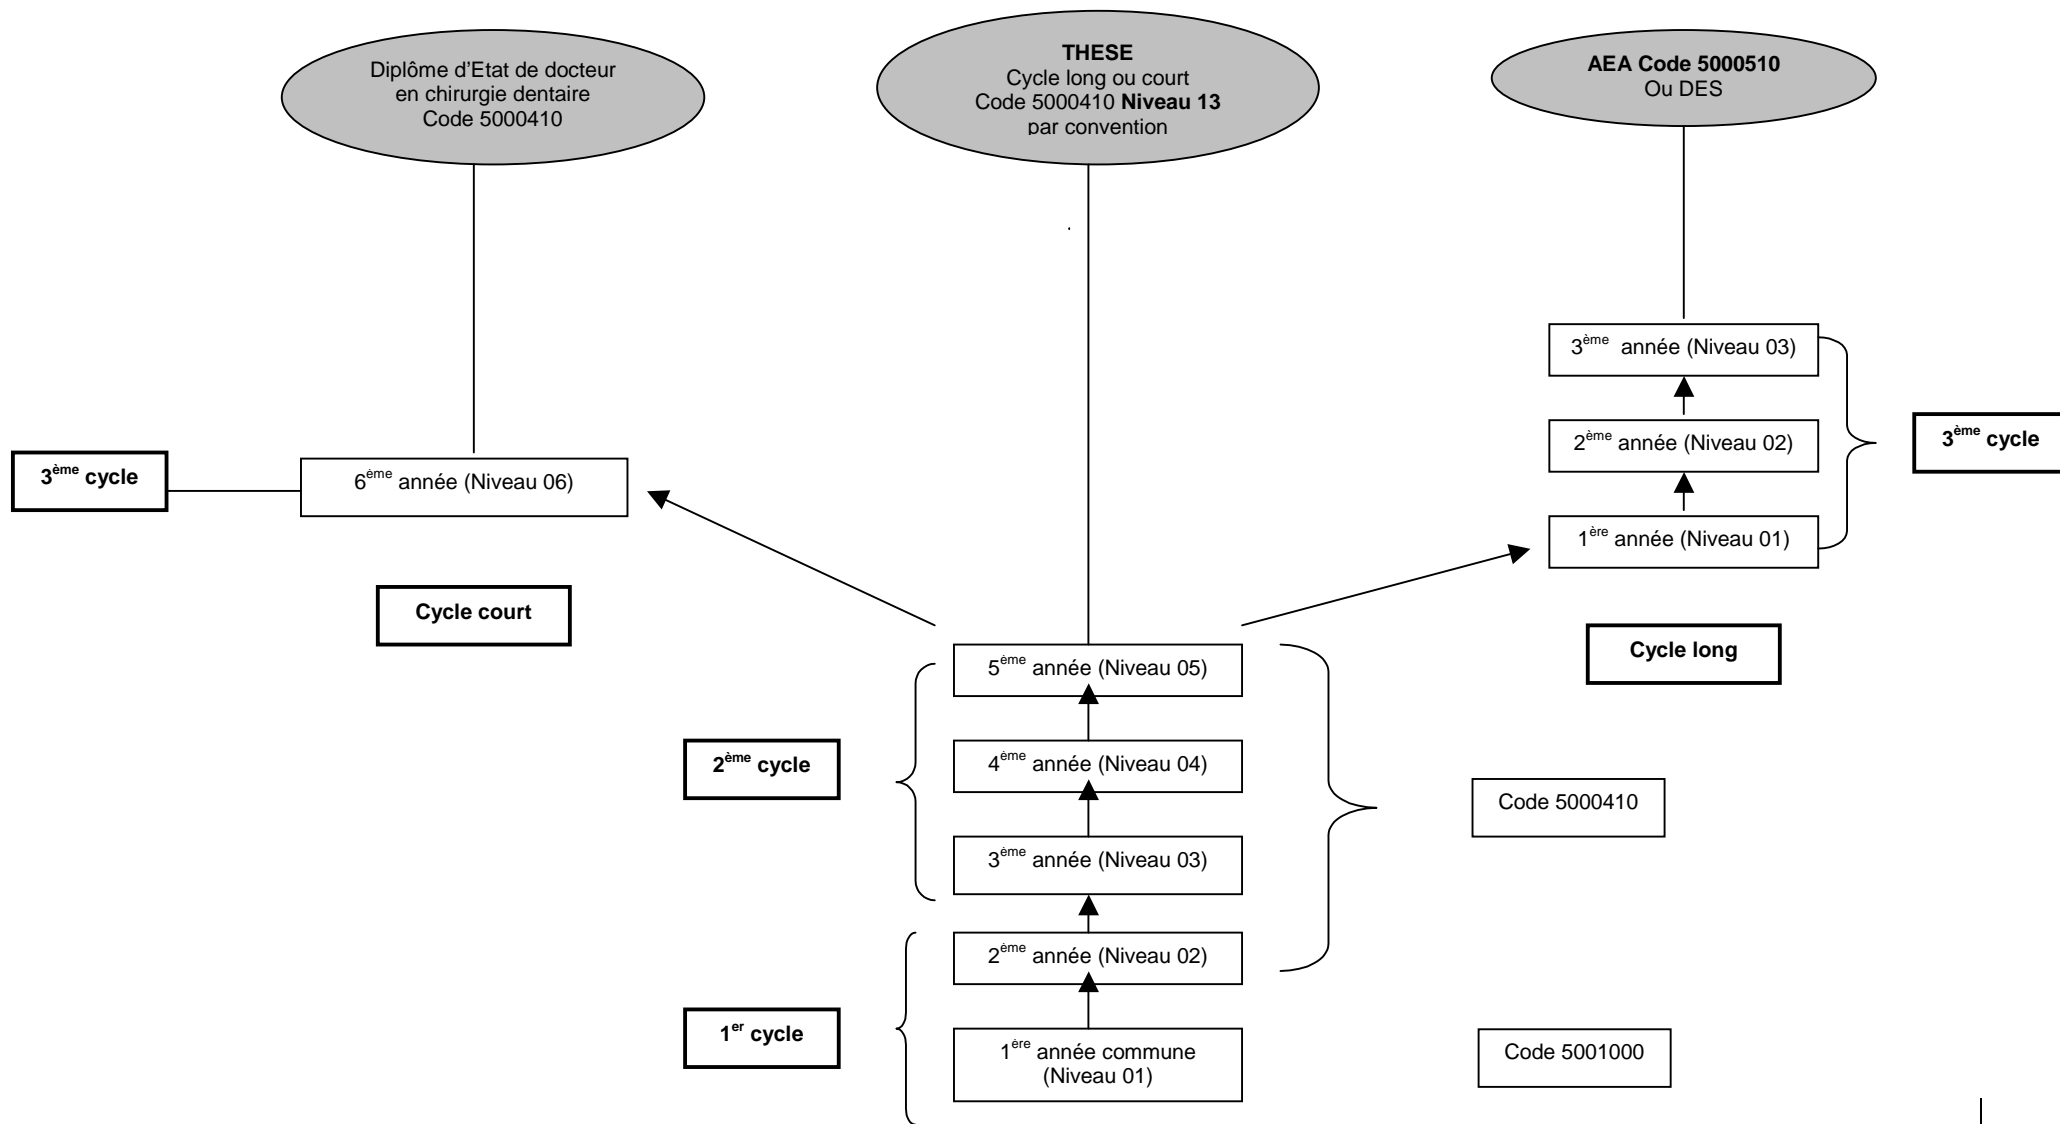 Diplôme d'Etat de docteur
en chirurgie dentaire
Code 5000410
THESE
Cycle long ou court
Code 5000410 Niveau 13
par convention
AEA Code 5000510
Ou DES
3ème année (Niveau 03)
2ème année (Niveau 02)
1ère année (Niveau 01)
3ème cycle
3ème cycle
6ème année (Niveau 06)
Cycle court
Cycle long
5ème année (Niveau 05)
2ème cycle
4ème année (Niveau 04)
Code 5000410
3ème année (Niveau 03)
2ème année (Niveau 02)
1er cycle
1ère année commune
(Niveau 01)
Code 5001000